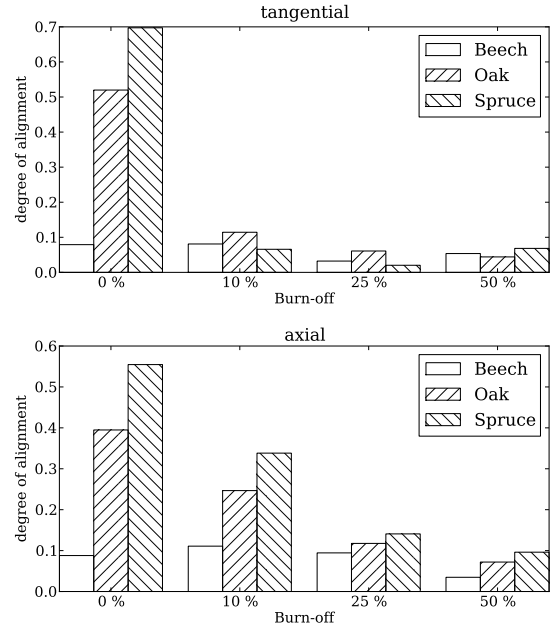 tangential
0.7
0.6
0.5
0.4
0.3
0.2
0.1
0.0
degree of alignment
Beech
Oak
Spruce
0 %
10 %
25 %
50 %
Burn-off
axial
0.6
0.5
0.4
0.3
0.2
0.1
0.0
degree of alignment
Beech
Oak
Spruce
0 %
10 %
25 %
50 %
Burn-off